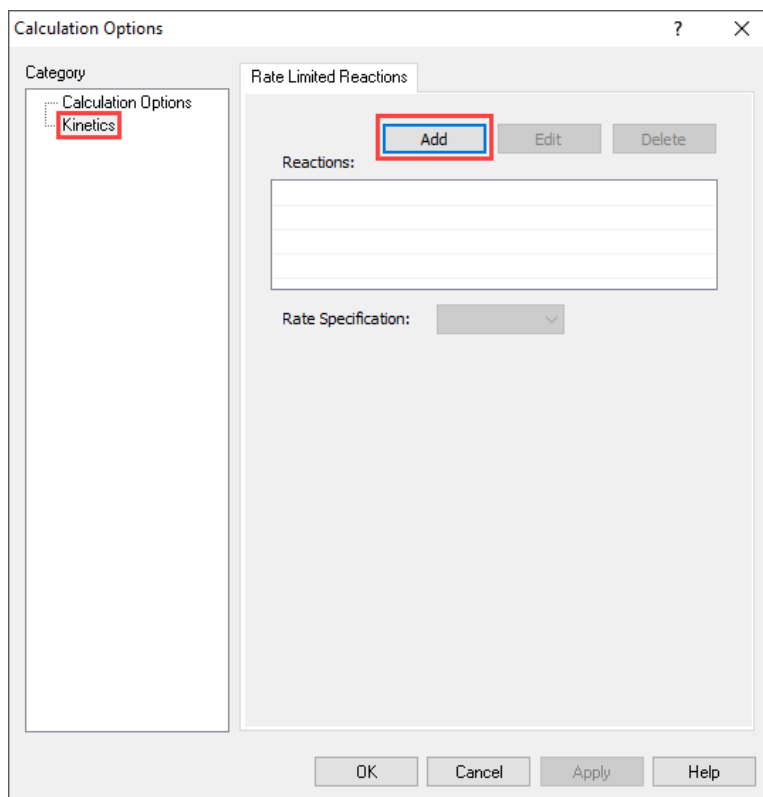 Calculation Options
?
Category
Calculation Options
Kinetics
Rate Limited Reactions
Add
Edit
Delete
Reactions:
Rate Specification:
OK
Cancel
Apply
Help